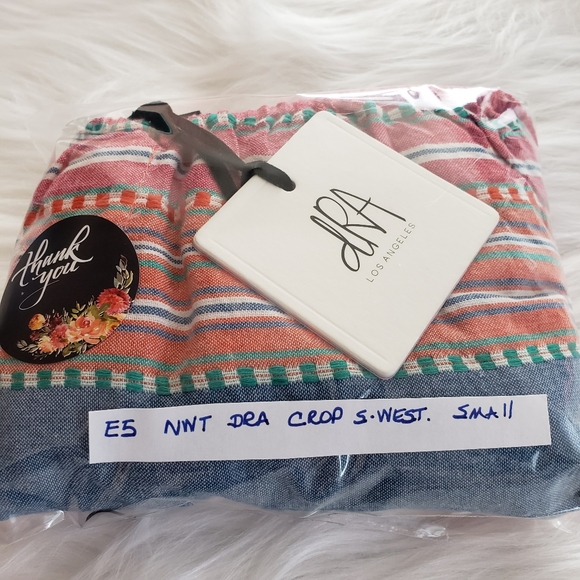 thank
you
dRA
LOS ANGELES
E5 NWT DRA CROP S.WEST. SMAll